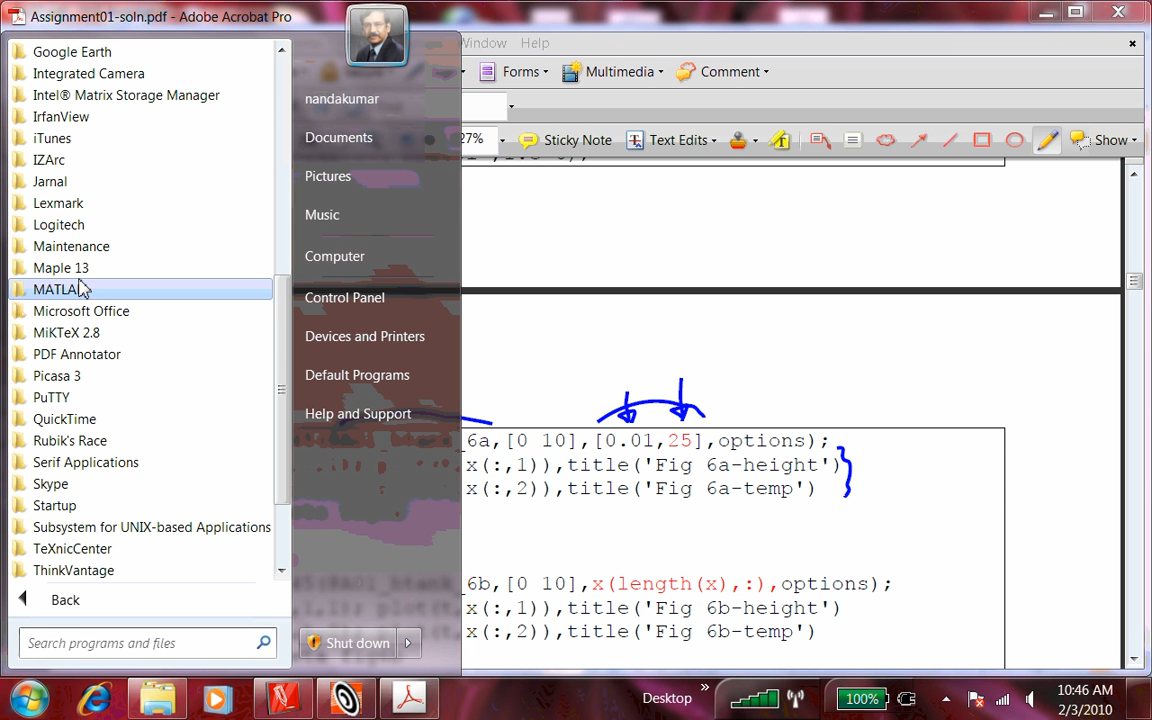 Assignment01-soln.pdf - Adobe Acrobat Pro
Window Help
Forms Multimedia Comment
27% Sticky Note Text Edits Show
Google Earth
Integrated Camera
Intel® Matrix Storage Manager
IrfanView
iTunes
IZArc
Jarnal
Lexmark
Logitech
Maintenance
Maple 13
MATLA
Microsoft Office
MiKTeX 2.8
PDF Annotator
Picasa 3
PuTTY
QuickTime
Rubik's Race
Serif Applications
Skype
Startup
Subsystem for UNIX-based Applications
TeXnicCenter
ThinkVantage
Back
Search programs and files
nandakumar
Documents
Pictures
Music
Computer
Control Panel
Devices and Printers
Default Programs
Help and Support
Shut down
6a,[0 10],[0.01,25],options);
x(:,1)),title('Fig 6a-height')
x(:,2)),title('Fig 6a-temp')
6b,[0 10],x(length(x),:),options);
x(:,1)),title('Fig 6b-height')
x(:,2)),title('Fig 6b-temp')
Desktop » 100% 10:46 AM
2/3/2010